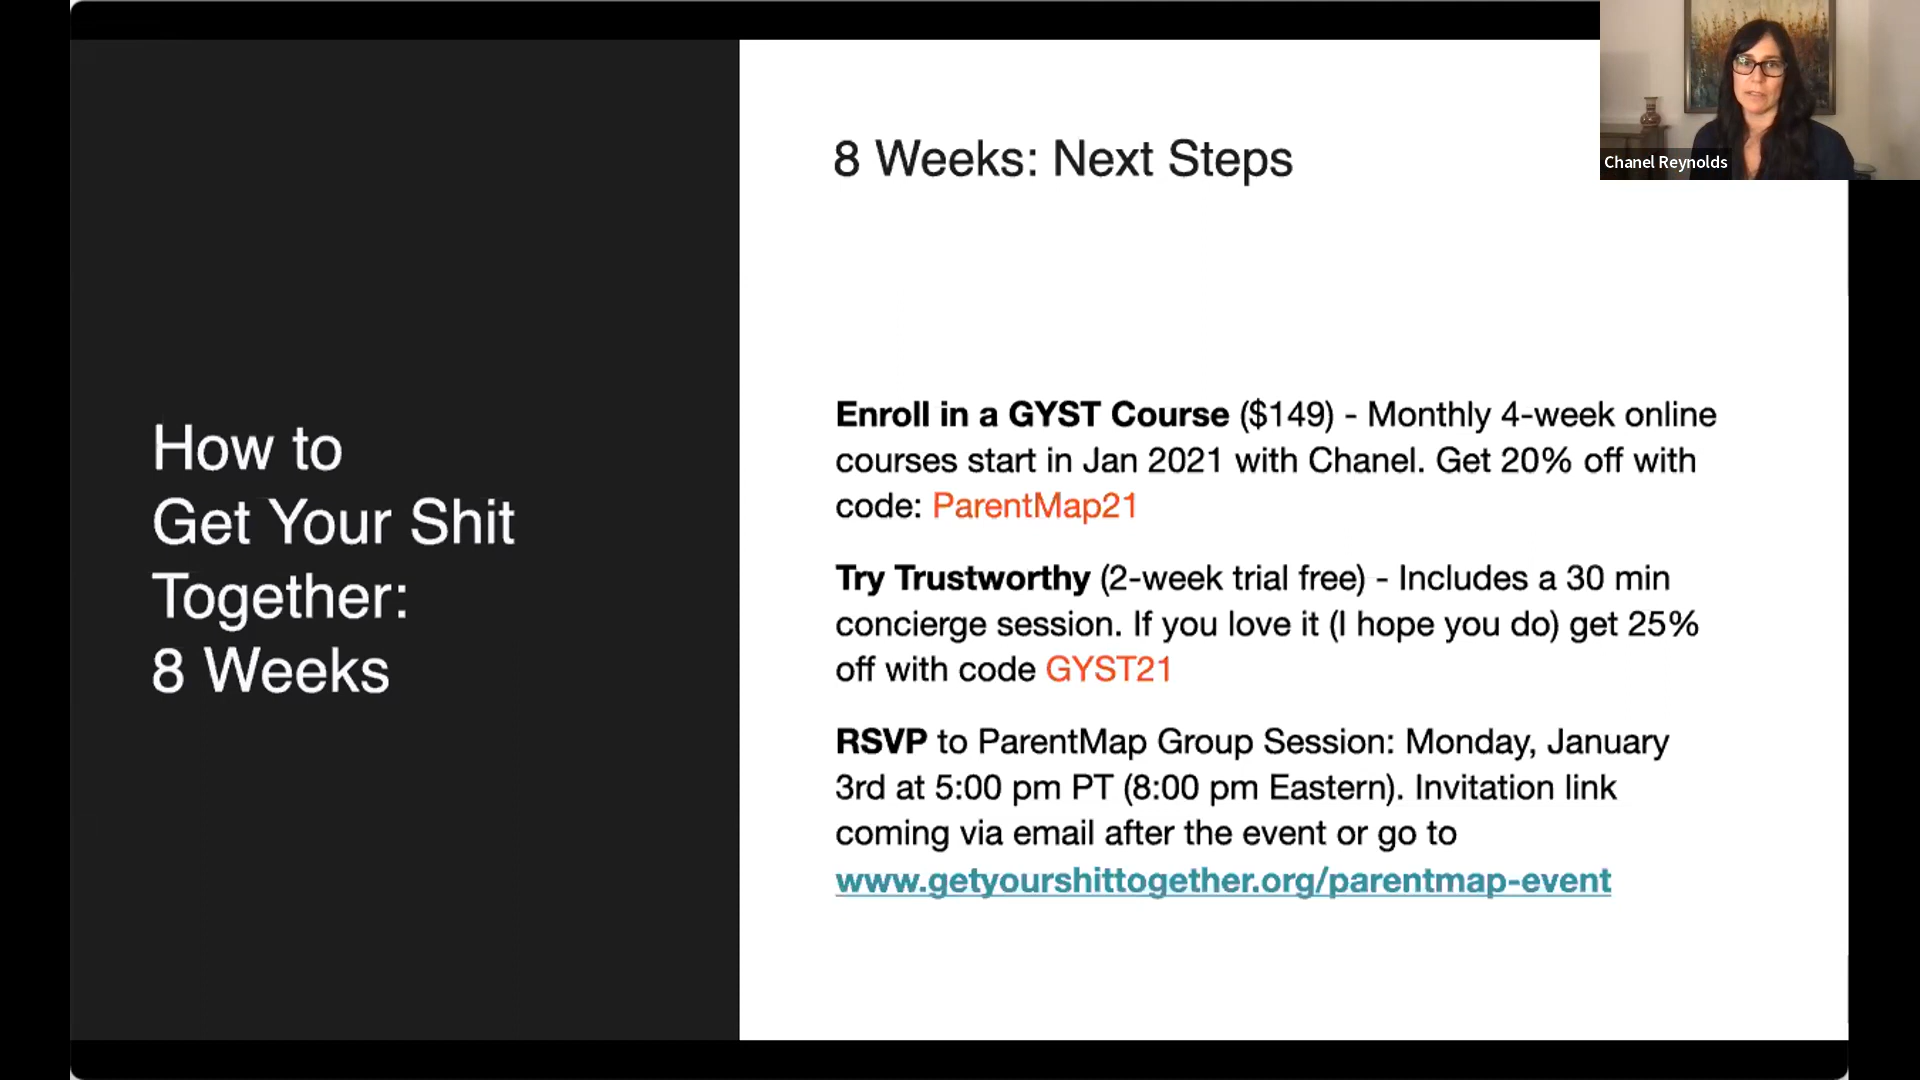 How to
Get Your Shit
Together:
8 Weeks
8 Weeks: Next Steps
Enroll in a GYST Course ($149) - Monthly 4-week online
courses start in Jan 2021 with Chanel. Get 20% off with
code: ParentMap21
Try Trustworthy (2-week trial free) - Includes a 30 min
concierge session. If you love it (I hope you do) get 25%
off with code GYST21
RSVP to ParentMap Group Session: Monday, January
3rd at 5:00 pm PT (8:00 pm Eastern). Invitation link
coming via email after the event or go to
www.getyourshittogether.org/parentmap-event
Chanel Reynolds